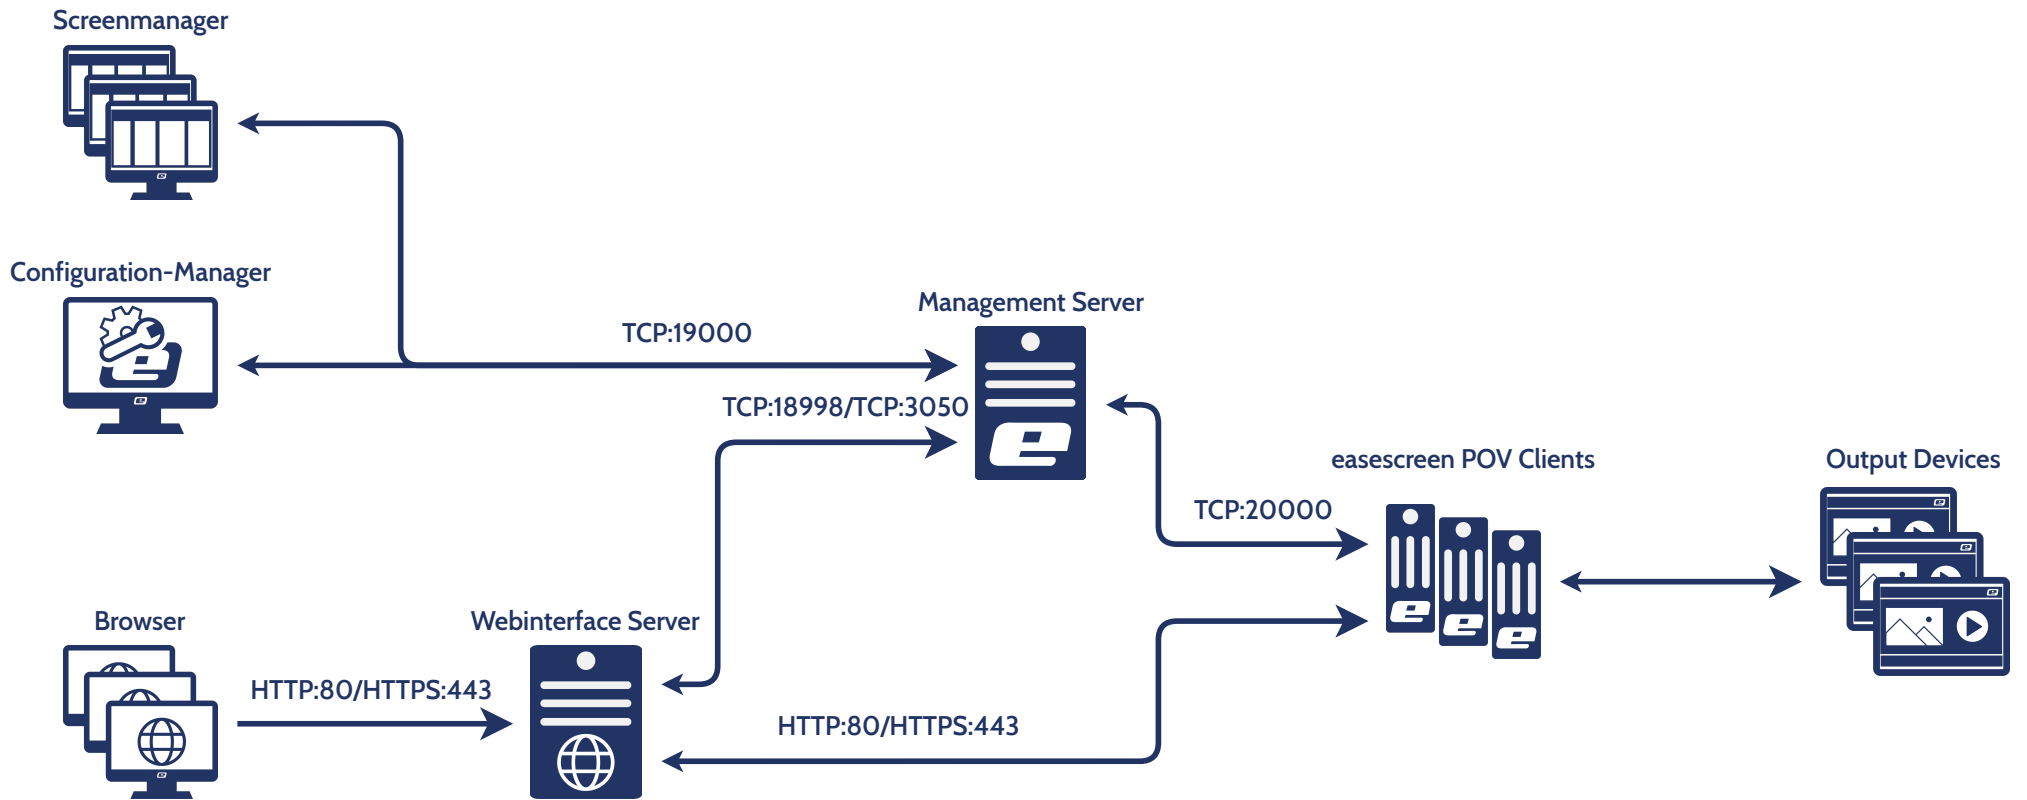 Screenmanager
Configuration-Manager
Management Server
TCP:19000
TCP:18998/TCP:3050
easescreen POV Clients
Output Devices
TCP:20000
Browser
Webinterface Server
HTTP:80/HTTPS:443
HTTP:80/HTTPS:443